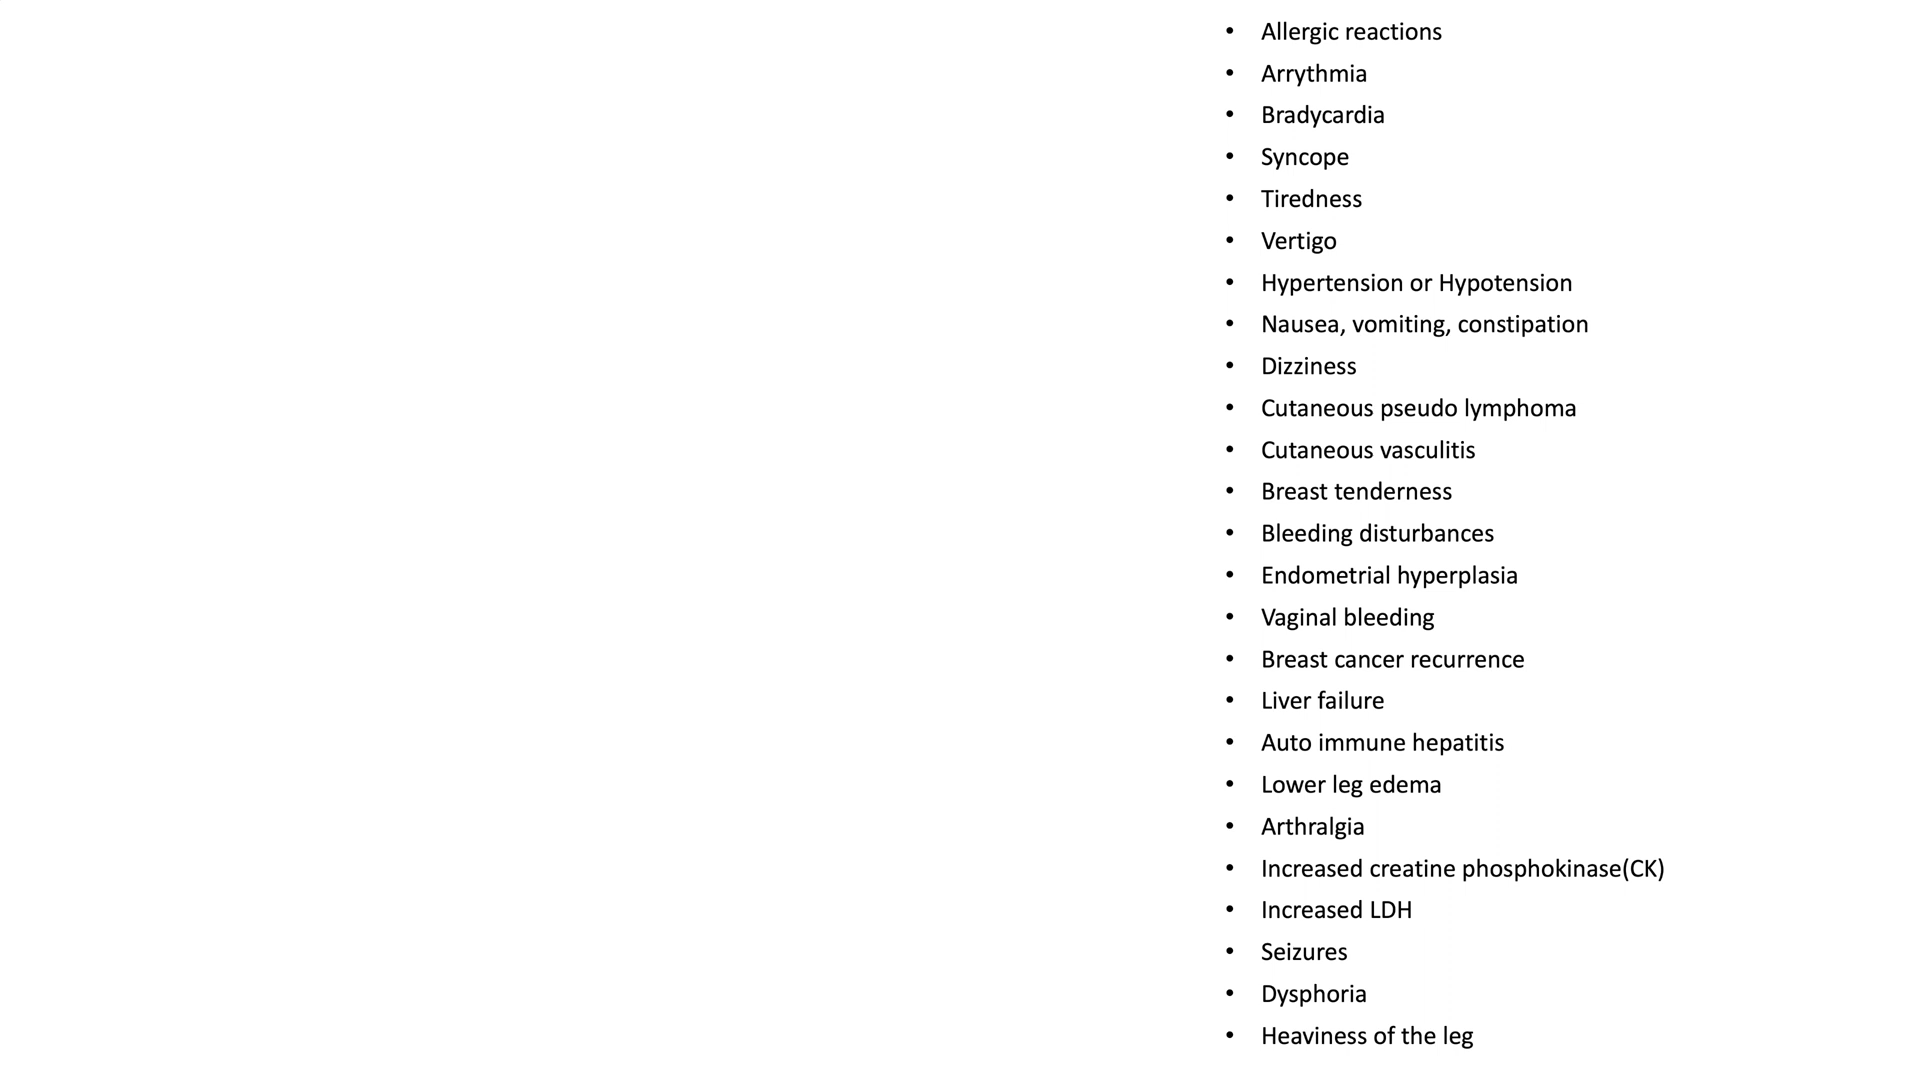 • Allergic reactions
• Arrythmia
• Bradycardia
• Syncope
• Tiredness
• Vertigo
• Hypertension or Hypotension
• Nausea, vomiting, constipation
• Dizziness
• Cutaneous pseudo lymphoma
• Cutaneous vasculitis
• Breast tenderness
• Bleeding disturbances
• Endometrial hyperplasia
• Vaginal bleeding
• Breast cancer recurrence
• Liver failure
• Auto immune hepatitis
• Lower leg edema
• Arthralgia
• Increased creatine phosphokinase(CK)
• Increased LDH
• Seizures
• Dysphoria
• Heaviness of the leg